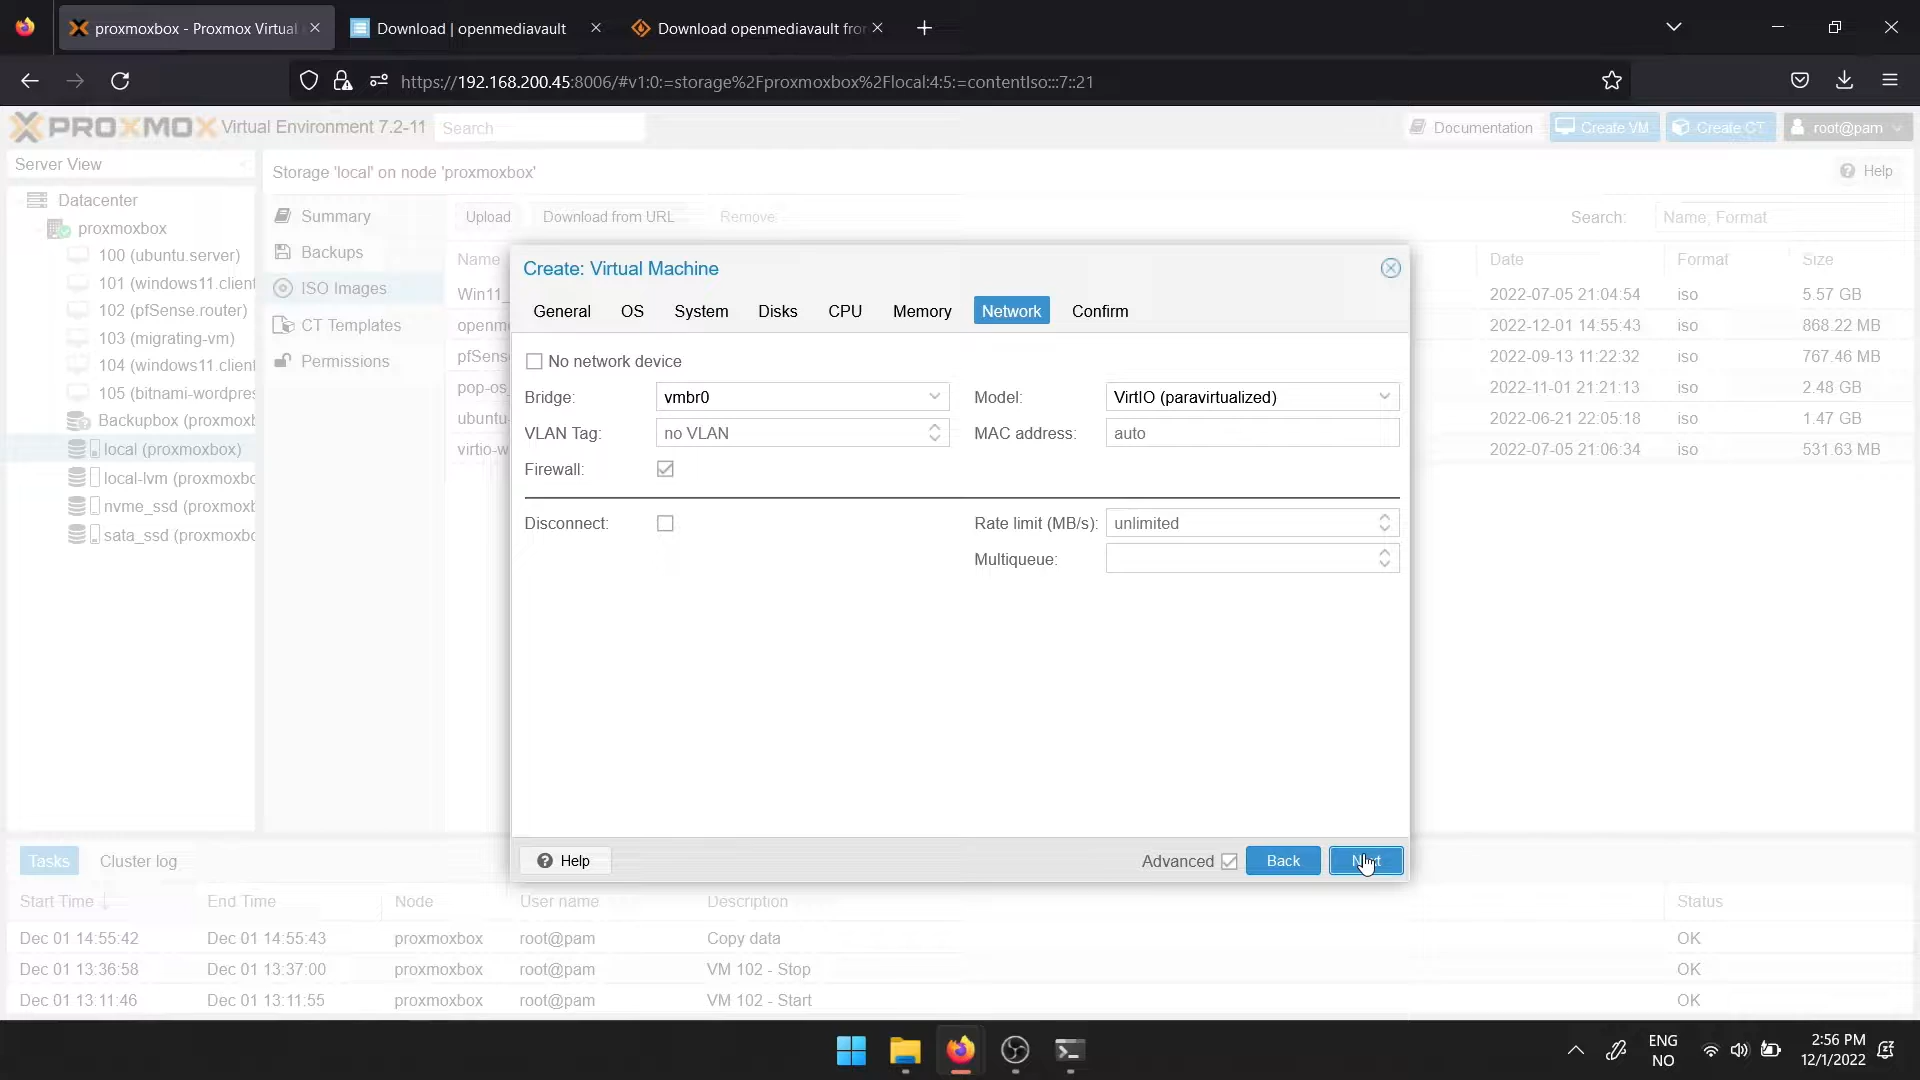 proxmoxbox - Proxmox Virtual
Download | openmediavault
Download openmediavault fror
https://192.168.200.45:8006/#v1:0:=storage%2Fproxmoxbox%2Flocal:4:5:=contentIso:::7::21
PROXMOX Virtual Environment 7.2-11 Search Documentation Create VM Create CT root@pam
Server View
Storage 'local' on node 'proxmoxbox' Help
Datacenter
proxmoxbox
100 (ubuntu.server)
101 (windows11.client
102 (pfSense.router)
103 (migrating-vm)
104 (windows11.client
105 (bitnami-wordpres
Backupbox (proxmoxb
local (proxmoxbox)
local-lvm (proxmoxbo
nvme_ssd (proxmoxb
sata_ssd (proxmoxbo
Summary
Backups
ISO Images
CT Templates
Permissions
Upload Download from URL Remove Search: Name, Format
Name Date Format Size
Win11_ 2022-07-05 21:04:54 iso 5.57 GB
openme 2022-12-01 14:55:43 iso 868.22 MB
pfSens 2022-09-13 11:22:32 iso 767.46 MB
pop-os 2022-11-01 21:21:13 iso 2.48 GB
ubuntu 2022-06-21 22:05:18 iso 1.47 GB
virtio-w 2022-07-05 21:06:34 iso 531.63 MB
Create: Virtual Machine
General OS System Disks CPU Memory Network Confirm
No network device
Bridge: vmbr0 Model: VirtIO (paravirtualized)
VLAN Tag: no VLAN MAC address: auto
Firewall:
Disconnect: Rate limit (MB/s): unlimited
Multiqueue:
Help Advanced Back Next
Tasks Cluster log
Start Time ↓ End Time Node User name Description Status
Dec 01 14:55:42 Dec 01 14:55:43 proxmoxbox root@pam Copy data OK
Dec 01 13:36:58 Dec 01 13:37:00 proxmoxbox root@pam VM 102 - Stop OK
Dec 01 13:11:46 Dec 01 13:11:55 proxmoxbox root@pam VM 102 - Start OK
ENG
NO
2:56 PM
12/1/2022